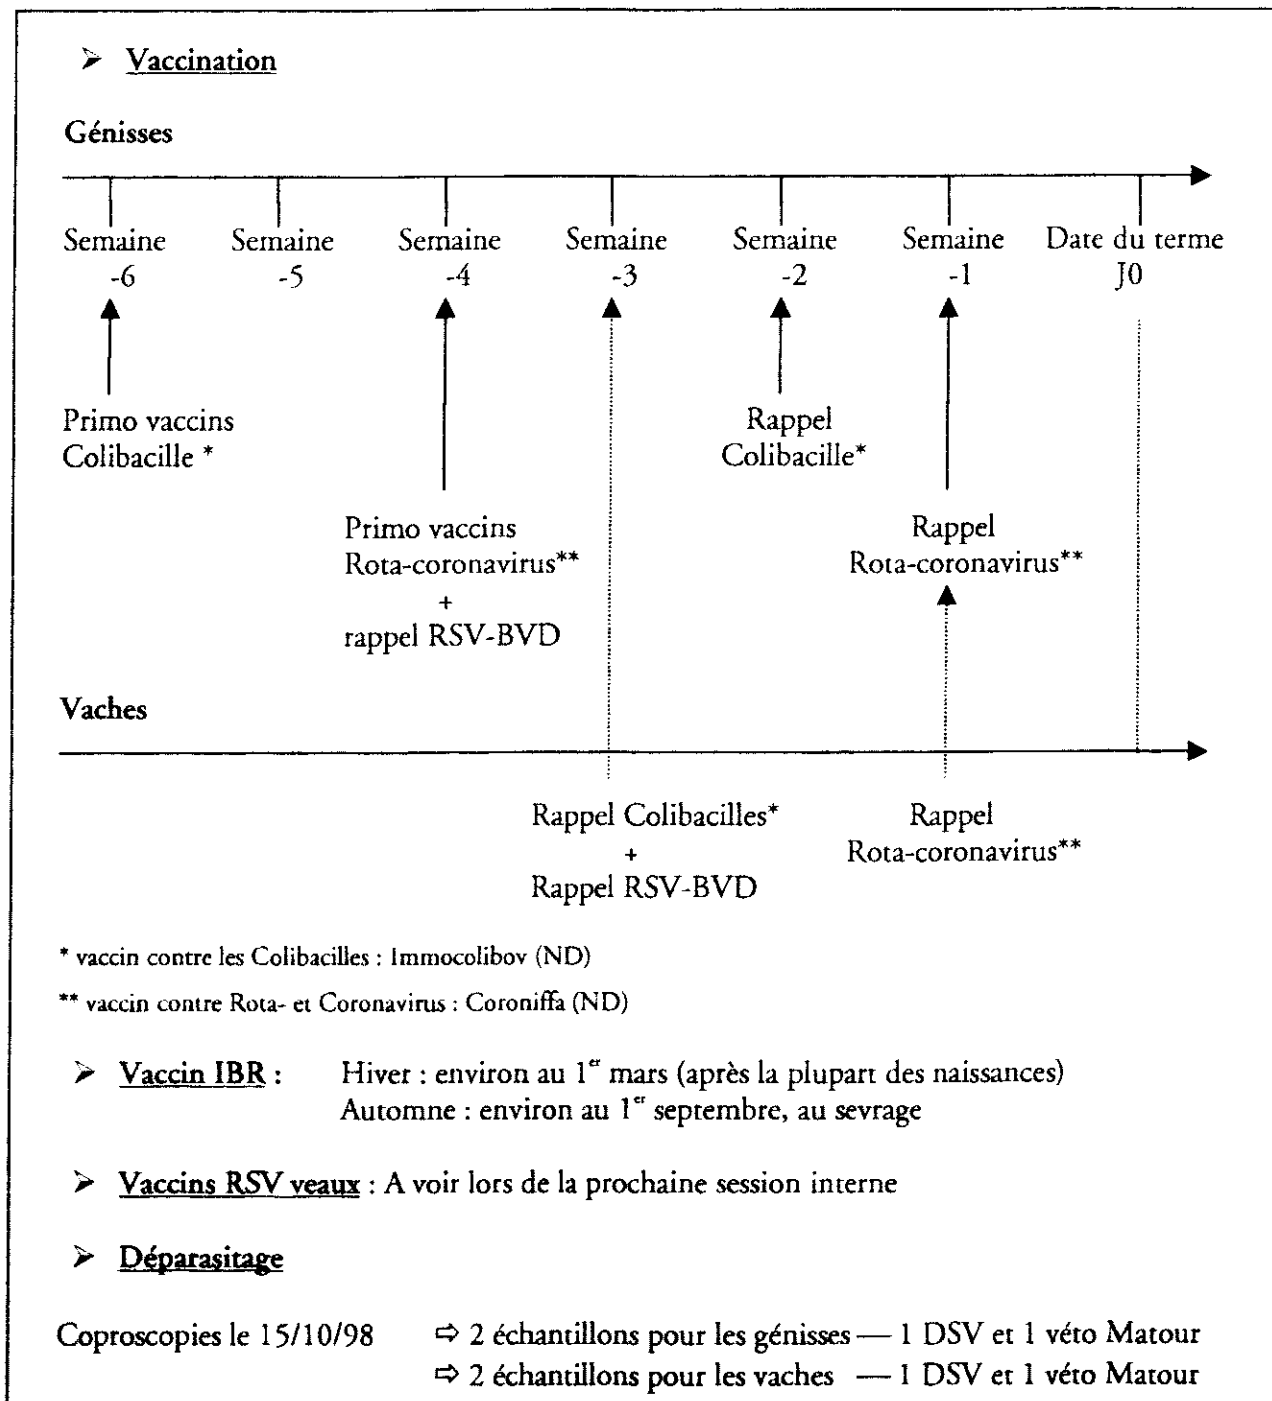 ➢ Vaccination
Génisses
Semaine Semaine Semaine Semaine Semaine Semaine Date du terme
-6 -5 -4 -3 -2 -1 J0
Primo vaccins
Colibacille *
Rappel
Colibacille*
Primo vaccins
Rota-coronavirus**
+
rappel RSV-BVD
Rappel
Rota-coronavirus**
Vaches
Rappel Colibacilles*
+
Rappel RSV-BVD
Rappel
Rota-coronavirus**
* vaccin contre les Colibacilles : Immocolibov (ND)
** vaccin contre Rota- et Coronavirus : Coroniffa (ND)
➢ Vaccin IBR : Hiver : environ au 1er mars (après la plupart des naissances)
Automne : environ au 1er septembre, au sevrage
➢ Vaccins RSV veaux : A voir lors de la prochaine session interne
➢ Déparasitage
Coproscopies le 15/10/98 ⇨ 2 échantillons pour les génisses — 1 DSV et 1 véto Matour
⇨ 2 échantillons pour les vaches — 1 DSV et 1 véto Matour